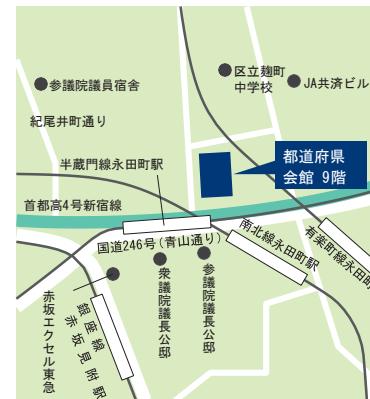 区立麹町
中学校
参議院議員宿舎
JA共済ビル
紀尾井町通り
半蔵門線永田町駅
都道府県
会館 9階
首都高4号新宿線
国道246号(青山通り)
南北線永田町駅
有楽町線永田町
衆議院議長公邸
参議院議長公邸
赤坂エクセル東急
銀座線
赤坂見附駅